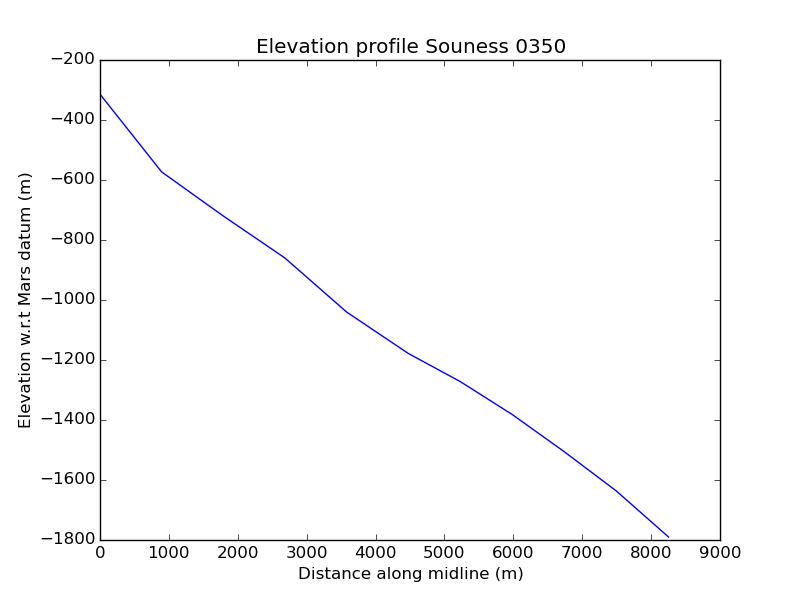 Elevation profile Souness 0350
−200
−400
−600
−800
−1000
−1200
−1400
−1600
−1800
Elevation w.r.t Mars datum (m)
0 1000 2000 3000 4000 5000 6000 7000 8000 9000
Distance along midline (m)